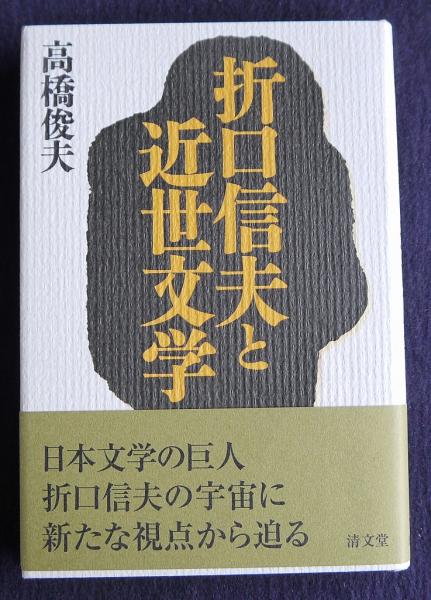 折口信夫と
近世文学
高橋俊夫
日本文学の巨人
折口信夫の宇宙に
新たな視点から迫る
清文堂